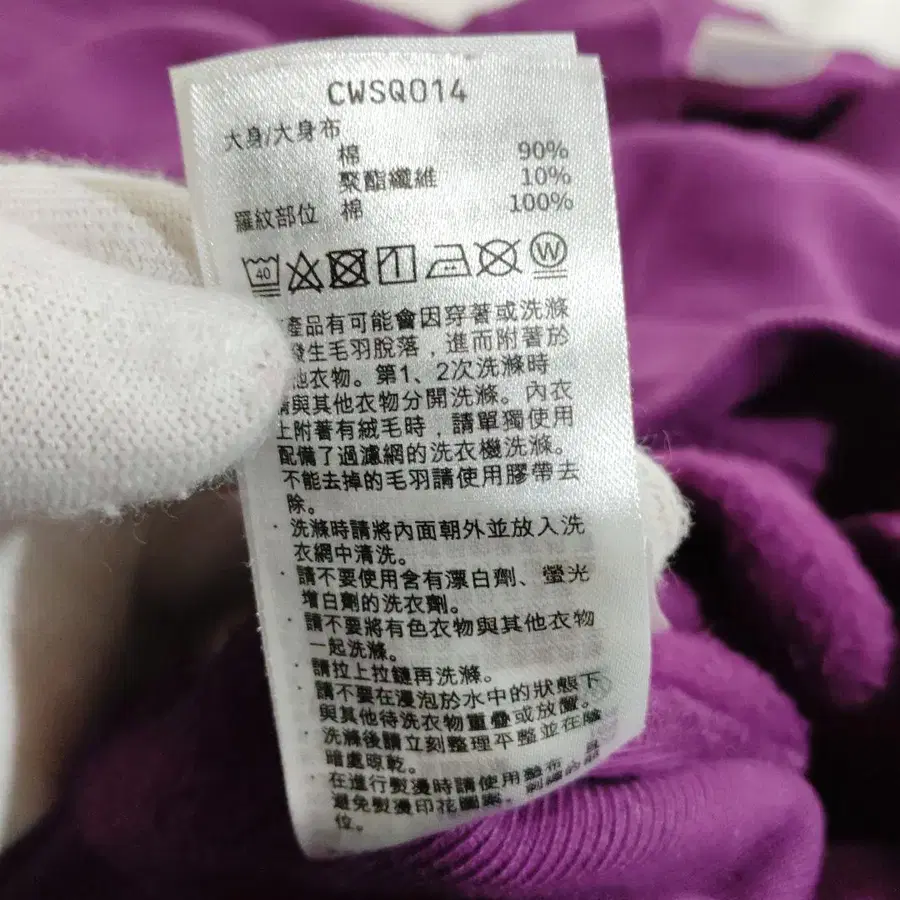 CWSQ014
大身/大身布
棉 90%
聚酯纖維 10%
羅紋部位 棉 100%
40 W
產品有可能會因穿著或洗滌
發生毛羽脫落，進而附著於
他衣物。第1、2次洗滌時
請與其他衣物分開洗滌。內衣
上附著有絨毛時，請單獨使用
配備了過濾網的洗衣機洗滌。
不能去掉的毛羽請使用膠帶去
除。
·洗滌時請將內面朝外並放入洗
衣網中清洗。
·請不要使用含有漂白劑、螢光
增白劑的洗衣劑。
·請不要將有色衣物與其他衣物
一起洗滌。
·請拉上拉鏈再洗滌。
·請不要在浸泡於水中的狀態下
與其他待洗衣物重疊或放置。
·洗滌後請立刻整理平整並在陰
暗處晾乾。
·在進行熨燙時請使用墊布
避免熨燙印花圖案、刺繡的部
位。